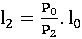 l₂ = P₀/P₂ . l₀